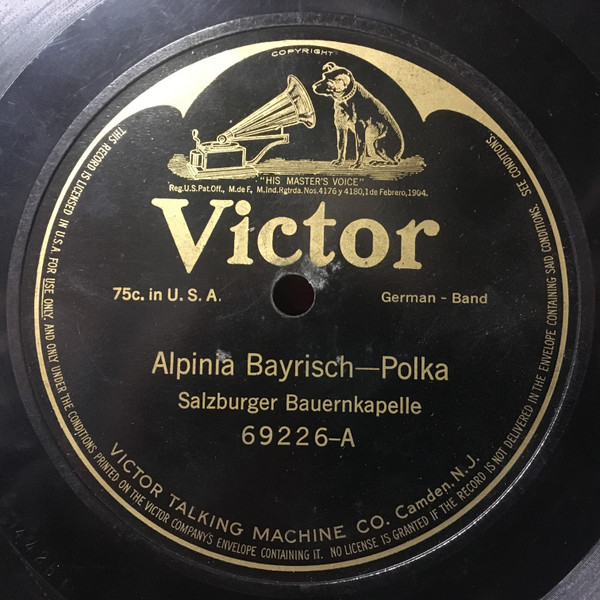 COPYRIGHT
"HIS MASTER'S VOICE"
Reg.U.S.Pat.Off., M.de F., M.Ind.Rgtrda.Nos.4176 y 4180,1 de Febrero,1904.
Victor
75c. in U. S. A.
German - Band
Alpinia Bayrisch—Polka
Salzburger Bauernkapelle
69226-A
VICTOR TALKING MACHINE CO. Camden, N. J.
THIS RECORD IS LICENSED IN U.S.A. FOR USE ONLY, AND ONLY UNDER THE CONDITIONS PRINTED ON THE VICTOR COMPANY'S ENVELOPE CONTAINING IT. NO LICENSE IS GRANTED IF THE RECORD IS NOT DELIVERED IN THE ENVELOPE CONTAINING SAID CONDITIONS. SEE CONDITIONS.